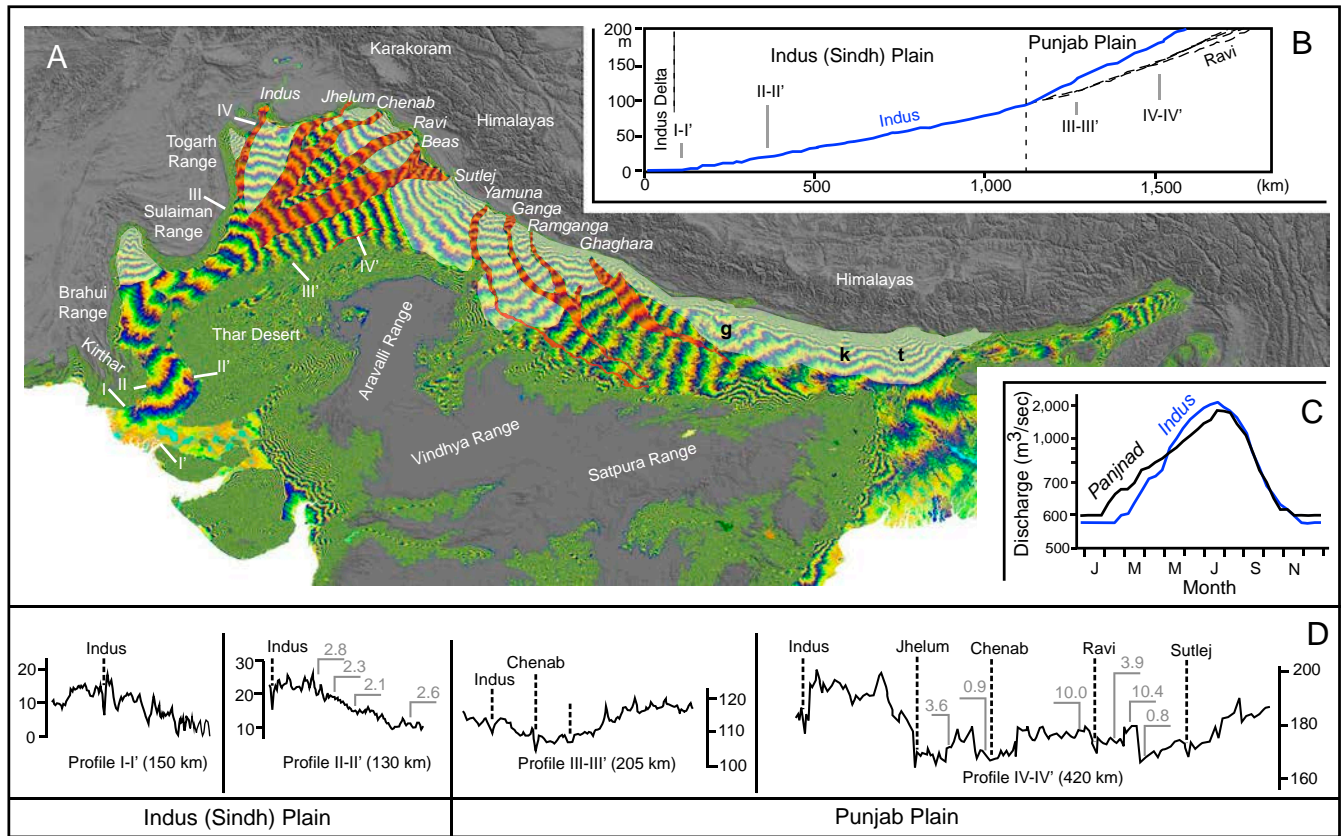 A
Karakoram
Indus
Jhelum
Chenab
Ravi
Beas
Himalayas
IV
Togarh
Range
Sutlej
Yamuna
Ganga
Ramganga
Ghaghara
III
Sulaiman
Range
Himalayas
IV'
III'
Brahui
Range
Thar Desert
Aravalli Range
g
k
t
Kirthar
I
II
II'
I'
Vindhya Range
Satpura Range
B
200
m
150
100
50
0
Indus Delta
Indus (Sindh) Plain
Punjab Plain
I-I'
II-II'
Indus
III-III'
IV-IV'
Ravi
0
500
1,000
1,500
(km)
C
Discharge (m3/sec)
2,000
1,000
700
600
500
Panjnad
Indus
J
M
M
J
S
N
Month
D
Indus
20
10
0
Profile I-I' (150 km)
Indus
30
20
10
2.8
2.3
2.1
2.6
Profile II-II' (130 km)
Chenab
Indus
120
110
100
Profile III-III' (205 km)
Indus
Jhelum
Chenab
Ravi
Sutlej
3.6
0.9
10.0
3.9
10.4
0.8
200
180
160
Profile IV-IV' (420 km)
Indus (Sindh) Plain
Punjab Plain